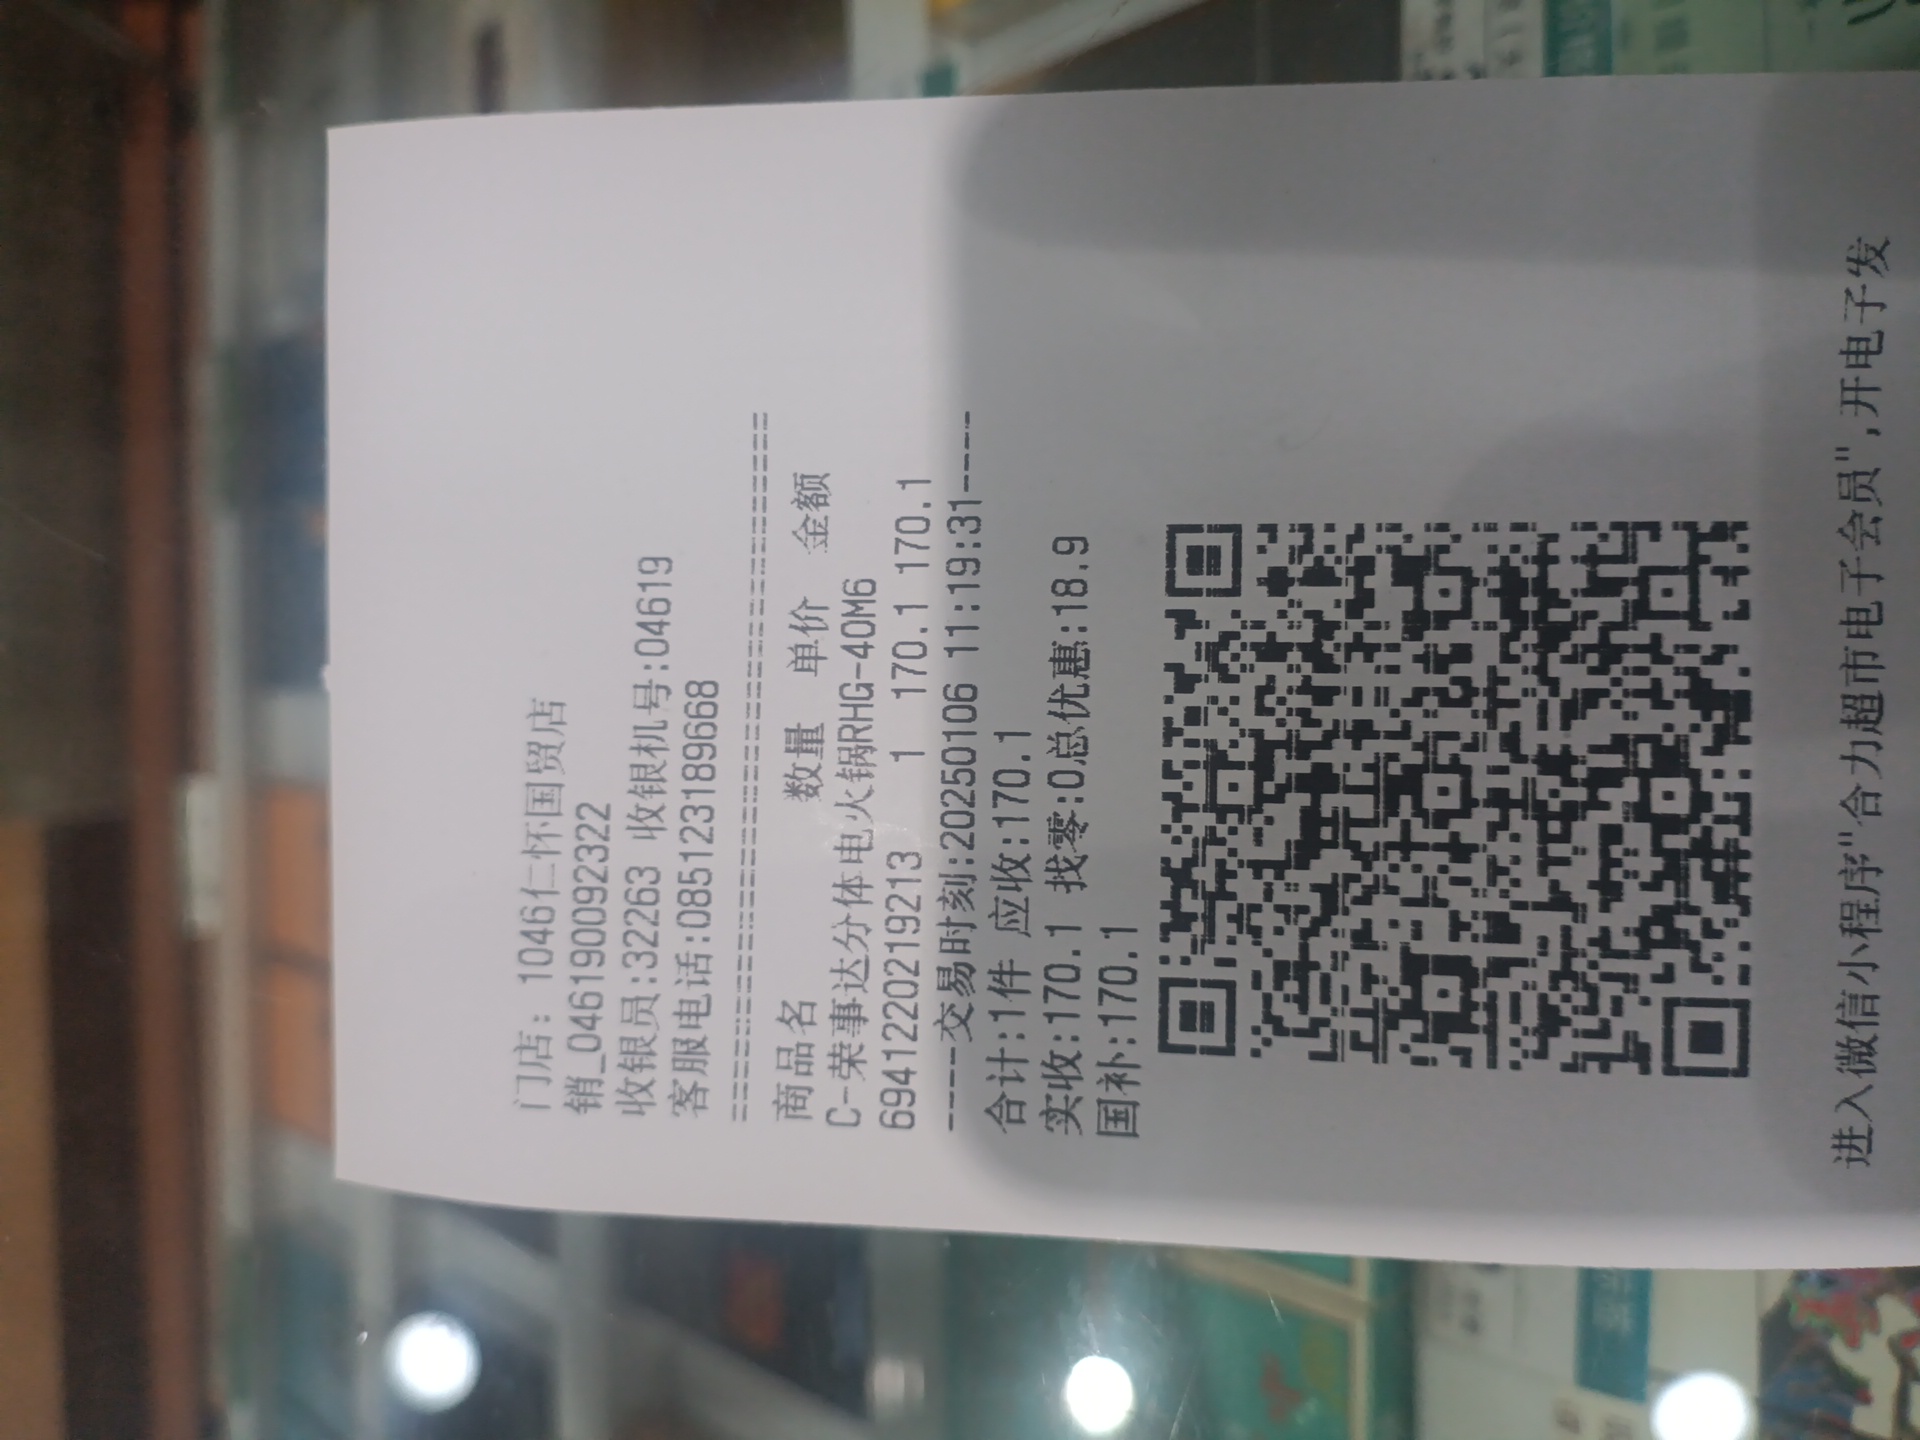 门店: 1046仁怀国贸店
销_046190092322
收银员:32263 收银机号:04619
客服电话:085123189668
==========================================
商品名 数量 单价 金额
C-荣事达分体电火锅RHG-40M6
6941220219213 1 170.1 170.1
----交易时刻:20250106 11:19:31----
合计:1件 应收:170.1
实收:170.1 找零:0总优惠:18.9
国补:170.1
进入微信小程序"合力超市电子会员",开电子发